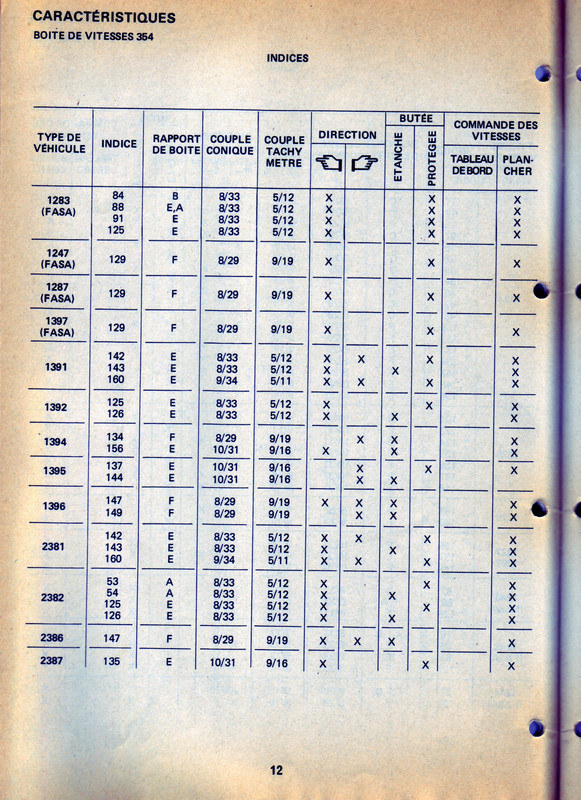 CARACTÉRISTIQUES
BOITE DE VITESSES 354
INDICES
TYPE DE VÉHICULE INDICE RAPPORT DE BOITE COUPLE CONIQUE COUPLE TACHY METRE DIRECTION BUTÉE ETANCHE PROTEGEE COMMANDE DES VITESSES TABLEAU DE BORD PLAN-CHER
1283 (FASA) 84 B 8/33 5/12 X X X
88 E,A 8/33 5/12 X X X
91 E 8/33 5/12 X X X
125 E 8/33 5/12 X X X
1247 (FASA) 129 F 8/29 9/19 X X X
1287 (FASA) 129 F 8/29 9/19 X X X
1397 (FASA) 129 F 8/29 9/19 X X X
1391 142 E 8/33 5/12 X X X X
143 E 8/33 5/12 X X X
160 E 9/34 5/11 X X X X
1392 125 E 8/33 5/12 X X X
126 E 8/33 5/12 X X X
1394 134 F 8/29 9/19 X X X
156 E 10/31 9/16 X X X
1395 137 E 10/31 9/16 X X X
144 E 10/31 9/16 X X
1396 147 F 8/29 9/19 X X X X
149 F 8/29 9/19 X X X
2381 142 E 8/33 5/12 X X X X
143 E 8/33 5/12 X X X
160 E 9/34 5/11 X X X X
2382 53 A 8/33 5/12 X X X
54 A 8/33 5/12 X X X
125 E 8/33 5/12 X X X
126 E 8/33 5/12 X X X
2386 147 F 8/29 9/19 X X X X
2387 135 E 10/31 9/16 X X X
12